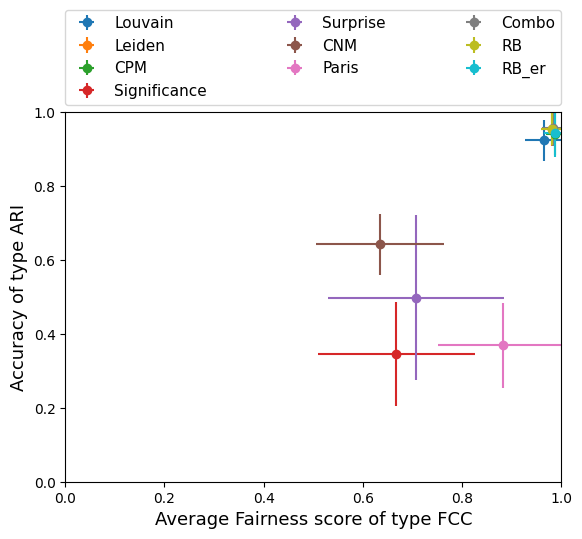 Louvain Surprise Combo
Leiden CNM RB
CPM Paris RB_er
Significance
1.0
0.8
0.6
0.4
0.2
0.0
Accuracy of type ARI
0.0 0.2 0.4 0.6 0.8 1.0
Average Fairness score of type FCC